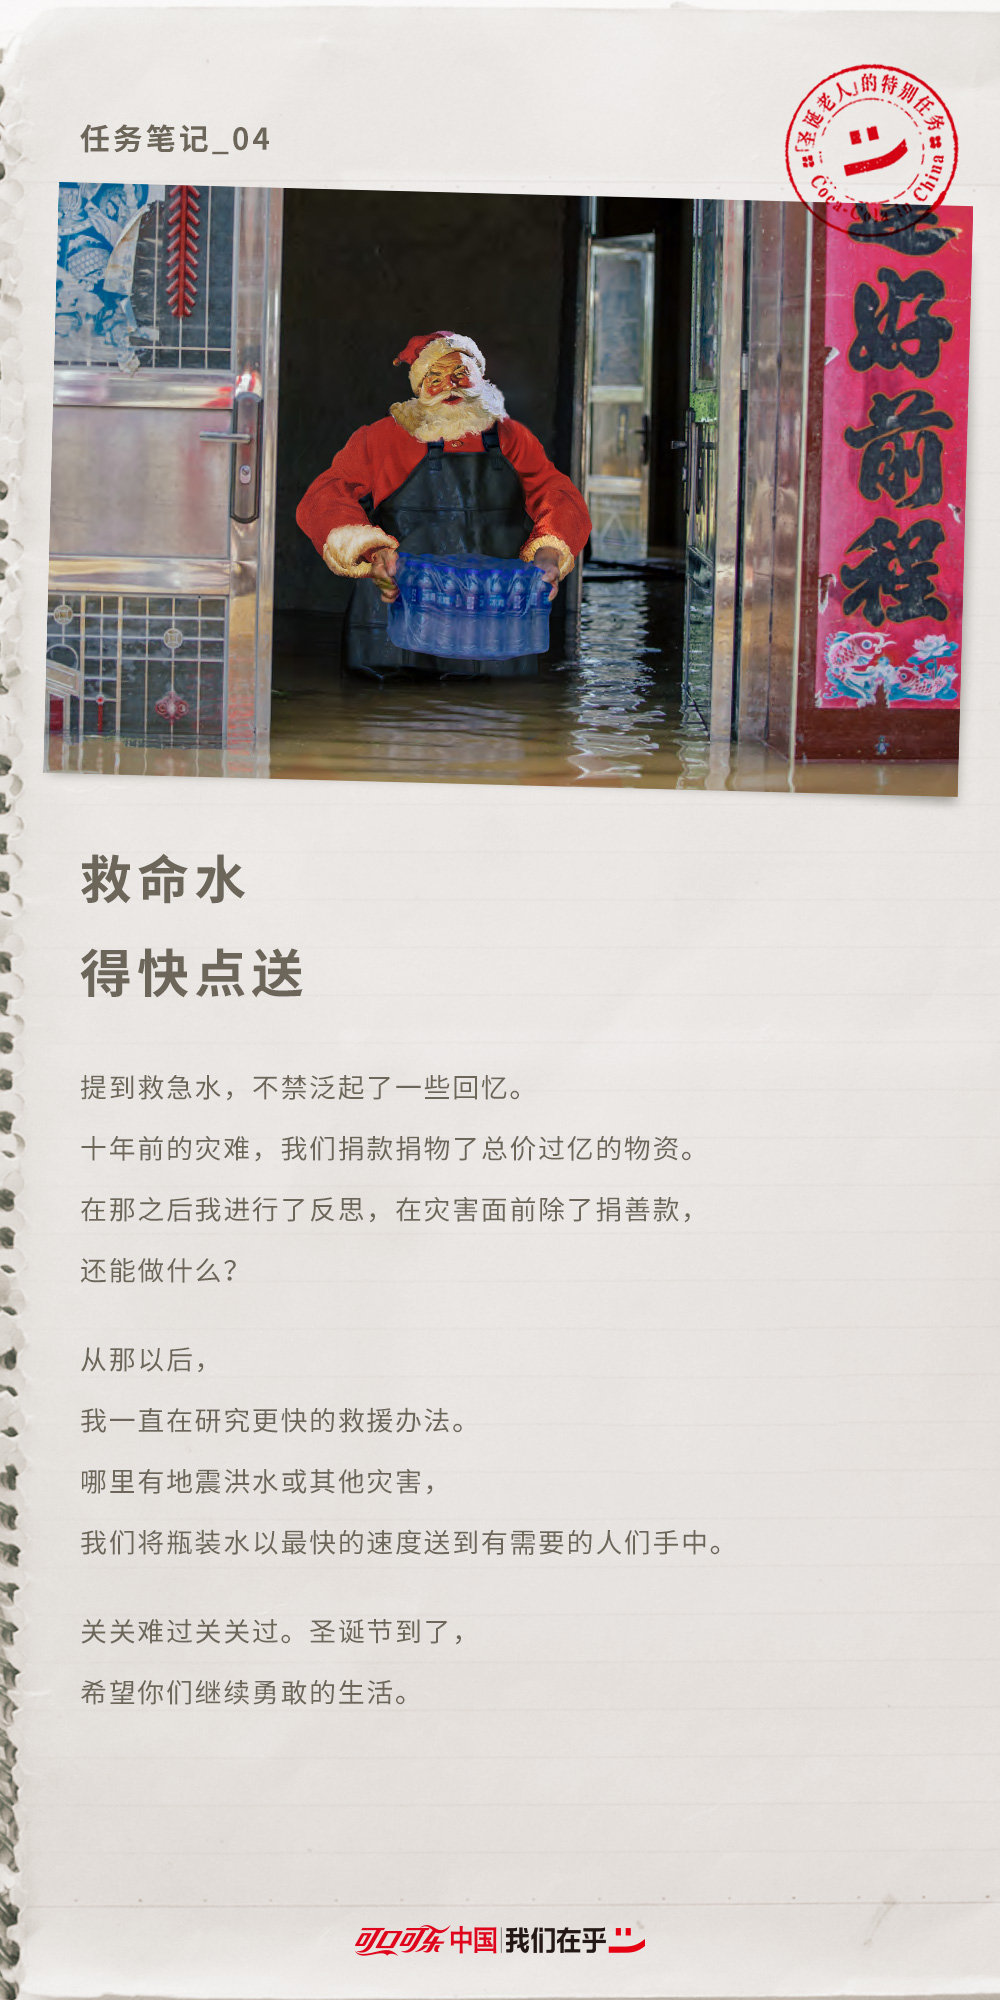 任务笔记_04
「圣诞老人」的特别任务
Coca-Cola in China
好前程
冰露
救命水
得快点送
提到救急水，不禁泛起了一些回忆。
十年前的灾难，我们捐款捐物了总价过亿的物资。
在那之后我进行了反思，在灾害面前除了捐善款，
还能做什么？
从那以后，
我一直在研究更快的救援办法。
哪里有地震洪水或其他灾害，
我们将瓶装水以最快的速度送到有需要的人们手中。
关关难过关关过。圣诞节到了，
希望你们继续勇敢的生活。
可口可乐中国|我们在乎